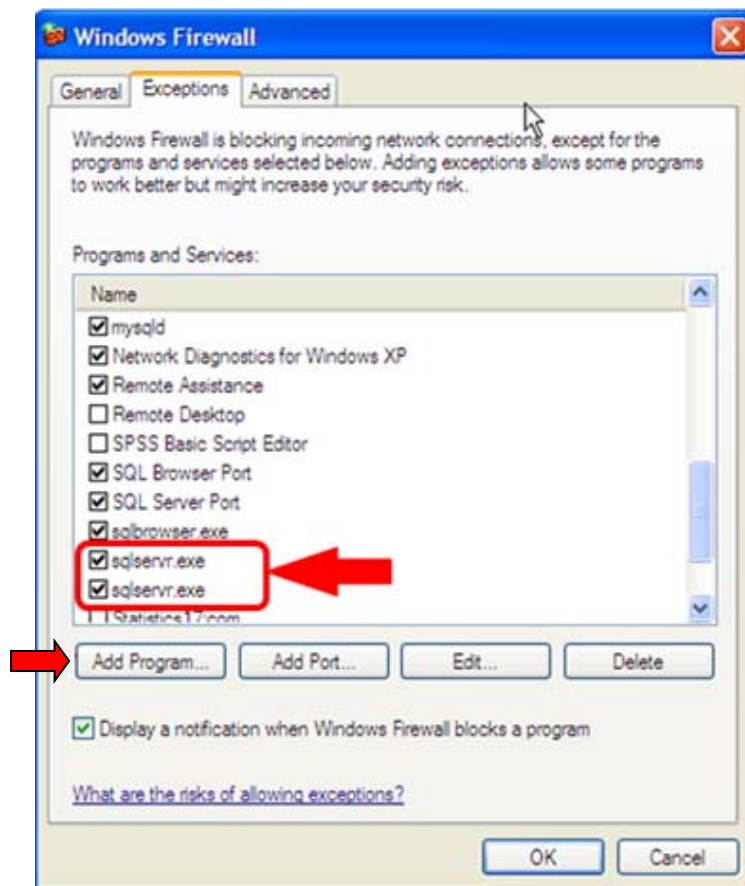 Windows Firewall
General Exceptions Advanced
Windows Firewall is blocking incoming network connections, except for the
programs and services selected below. Adding exceptions allows some programs
to work better but might increase your security risk.
Programs and Services:
Name
mysqld
Network Diagnostics for Windows XP
Remote Assistance
Remote Desktop
SPSS Basic Script Editor
SQL Browser Port
SQL Server Port
sqlbrowser.exe
sqlservr.exe
sqlservr.exe
Statistics17.com
Add Program... Add Port... Edit... Delete
Display a notification when Windows Firewall blocks a program
What are the risks of allowing exceptions?
OK Cancel